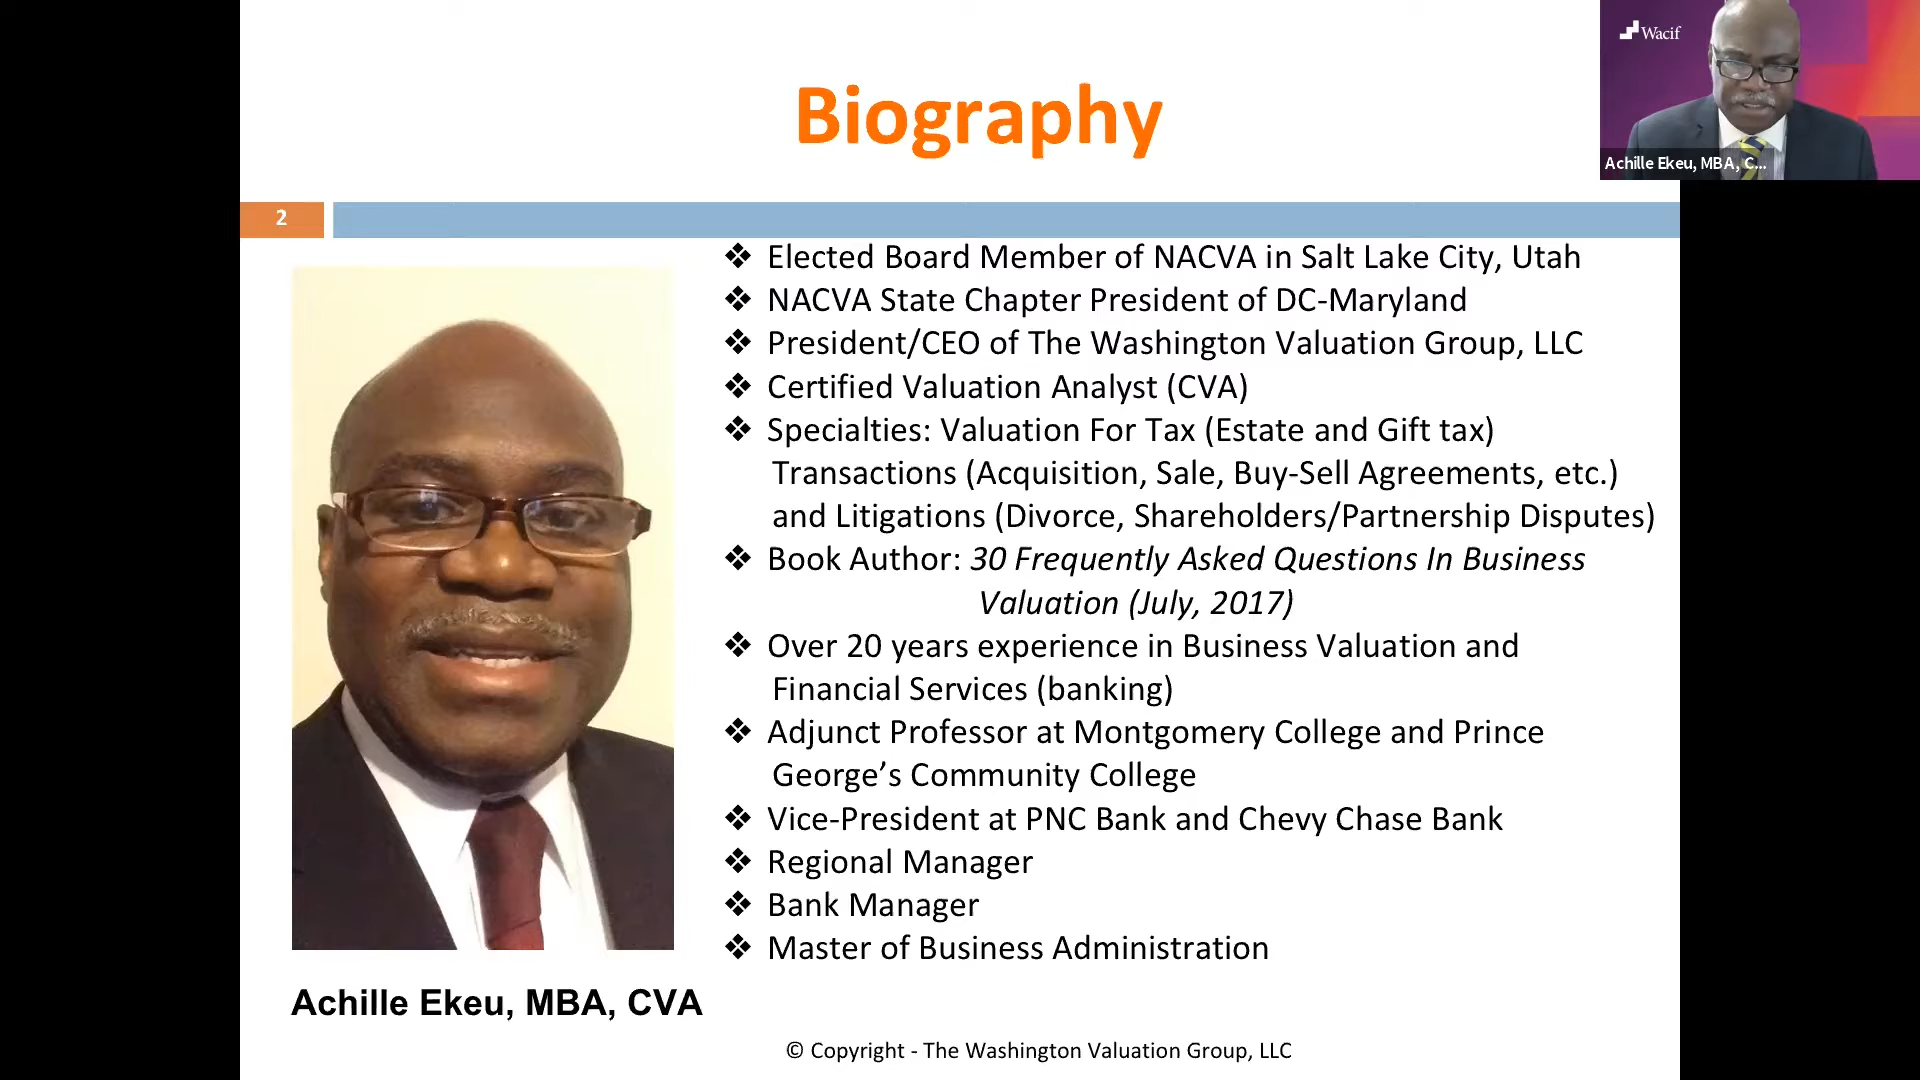 Biography
Wacif
Achille Ekeu, MBA, C...
2
❖ Elected Board Member of NACVA in Salt Lake City, Utah
❖ NACVA State Chapter President of DC-Maryland
❖ President/CEO of The Washington Valuation Group, LLC
❖ Certified Valuation Analyst (CVA)
❖ Specialties: Valuation For Tax (Estate and Gift tax)
Transactions (Acquisition, Sale, Buy-Sell Agreements, etc.)
and Litigations (Divorce, Shareholders/Partnership Disputes)
❖ Book Author: 30 Frequently Asked Questions In Business
Valuation (July, 2017)
❖ Over 20 years experience in Business Valuation and
Financial Services (banking)
❖ Adjunct Professor at Montgomery College and Prince
George’s Community College
❖ Vice-President at PNC Bank and Chevy Chase Bank
❖ Regional Manager
❖ Bank Manager
❖ Master of Business Administration
Achille Ekeu, MBA, CVA
© Copyright - The Washington Valuation Group, LLC